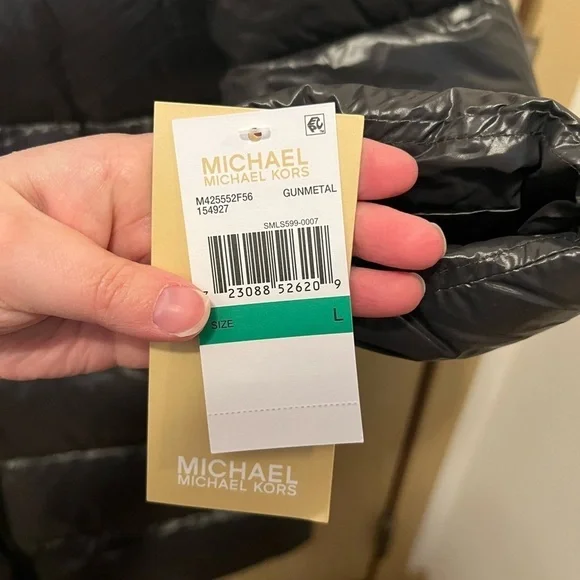 MICHAEL
MICHAEL KORS
M425552F56 GUNMETAL
154927
SMLS599-0007
7 23088 52620 9
SIZE L
MICHAEL
MICHAEL KORS